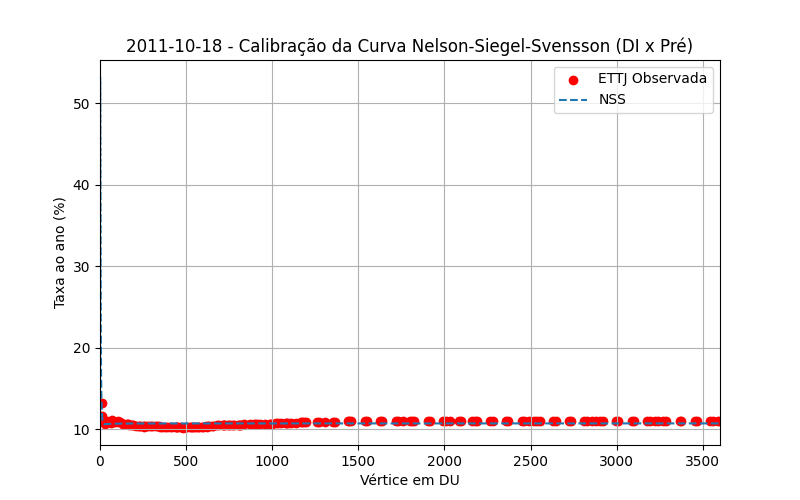 2011-10-18 - Calibração da Curva Nelson-Siegel-Svensson (DI x Pré)
ETTJ Observada
NSS
Taxa ao ano (%)
50
40
30
20
10
0
500
1000
1500
2000
2500
3000
3500
Vértice em DU